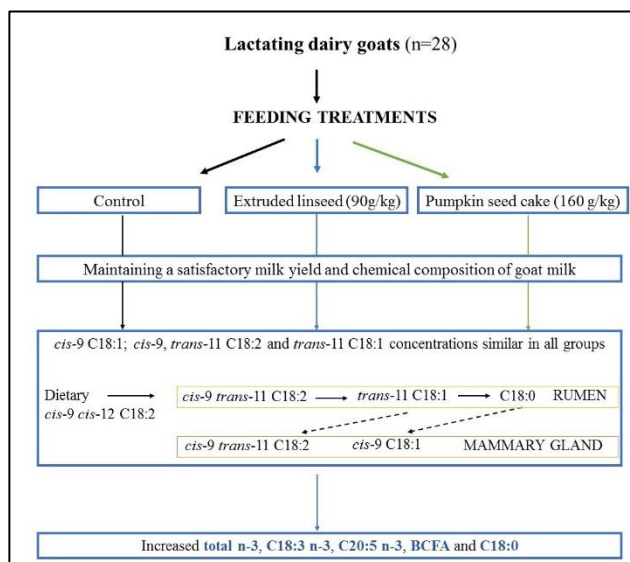 Lactating dairy goats (n=28)
FEEDING TREATMENTS
Control
Extruded linseed (90g/kg)
Pumpkin seed cake (160 g/kg)
Maintaining a satisfactory milk yield and chemical composition of goat milk
cis-9 C18:1; cis-9, trans-11 C18:2 and trans-11 C18:1 concentrations similar in all groups
Dietary
cis-9 cis-12 C18:2
cis-9 trans-11 C18:2
trans-11 C18:1
C18:0
RUMEN
cis-9 trans-11 C18:2
cis-9 C18:1
MAMMARY GLAND
Increased total n-3, C18:3 n-3, C20:5 n-3, BCFA and C18:0